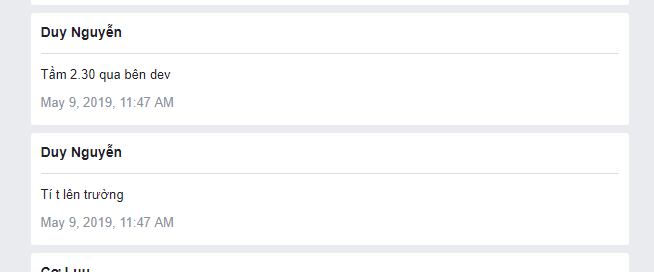 Duy Nguyễn
Tầm 2.30 qua bên dev
May 9, 2019, 11:47 AM
Duy Nguyễn
Tí t lên trường
May 9, 2019, 11:47 AM